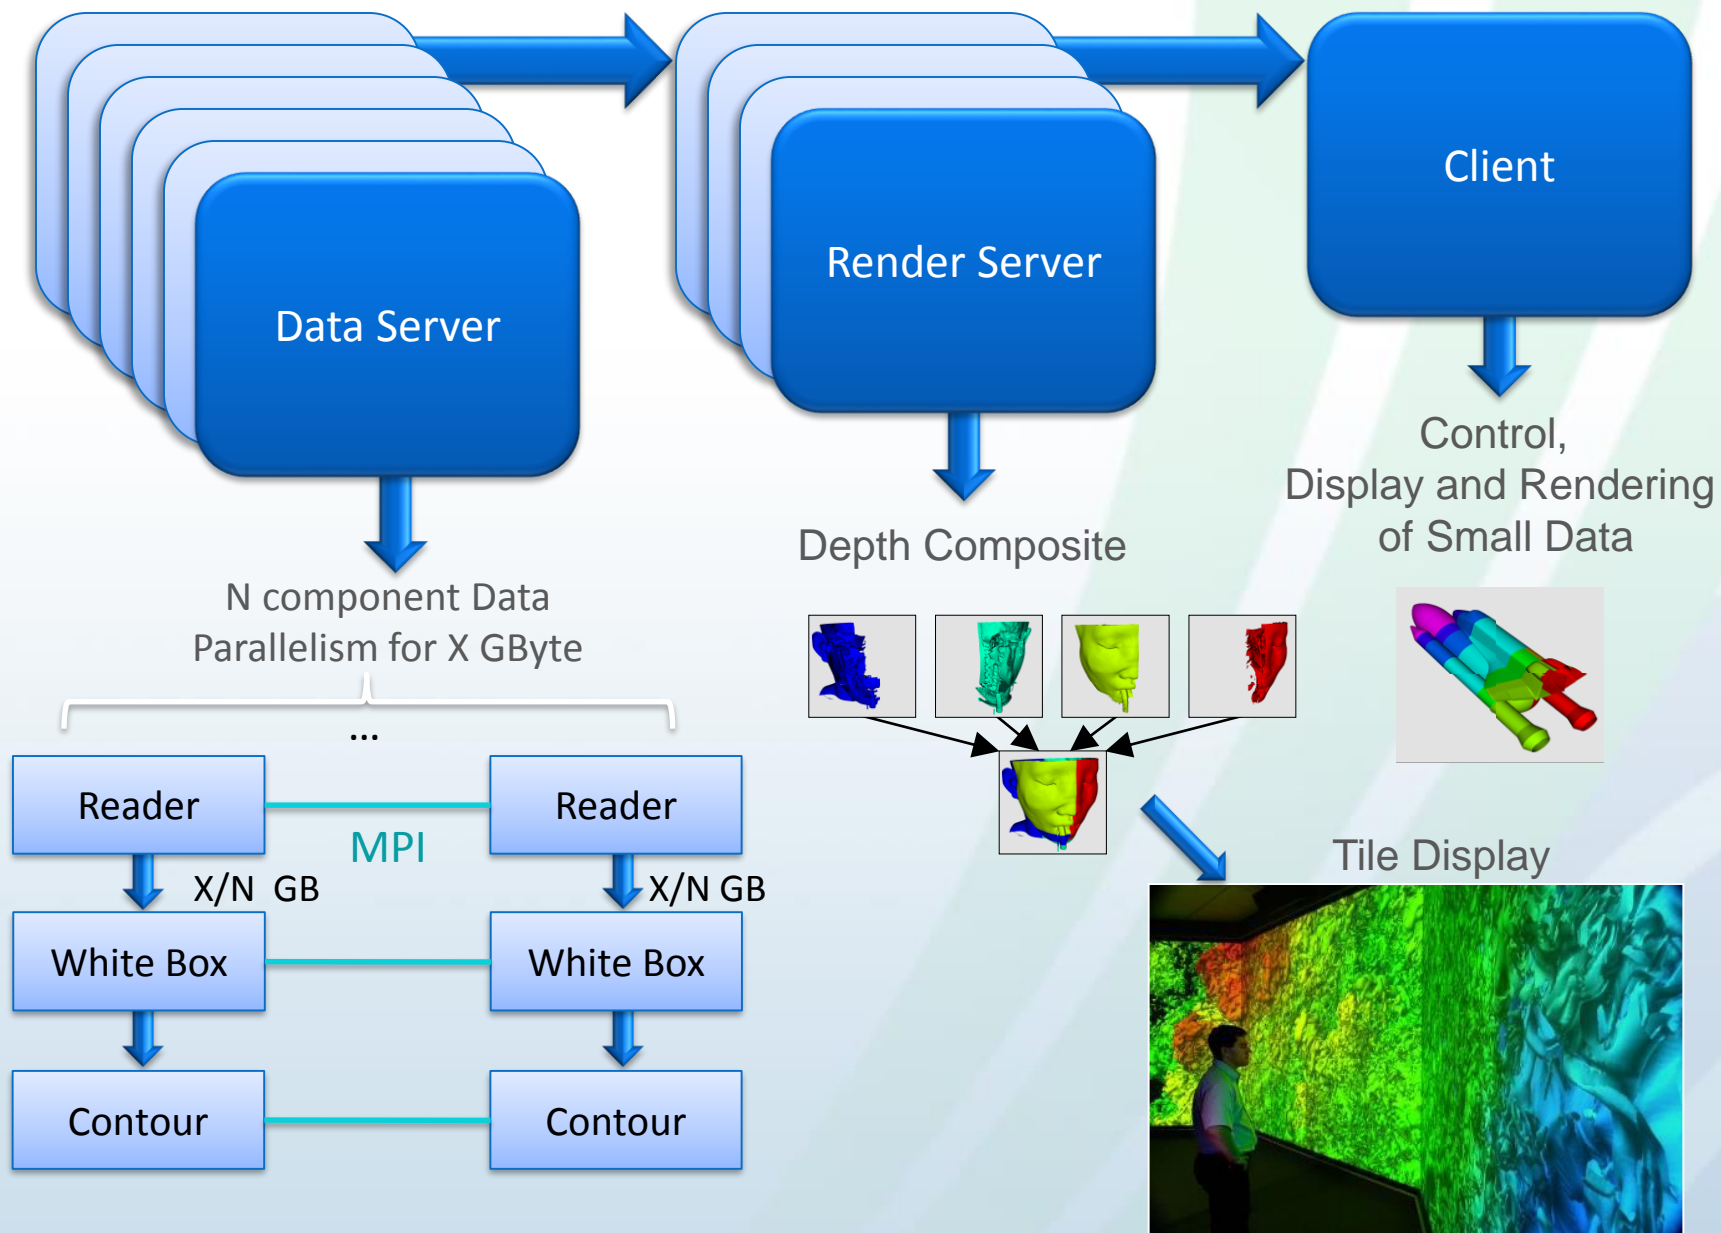 Data Server
Render Server
Client
Control,
Display and Rendering
of Small Data
Depth Composite
N component Data
Parallelism for X GByte
...
Reader
Reader
MPI
X/N GB
X/N GB
White Box
White Box
Contour
Contour
Tile Display